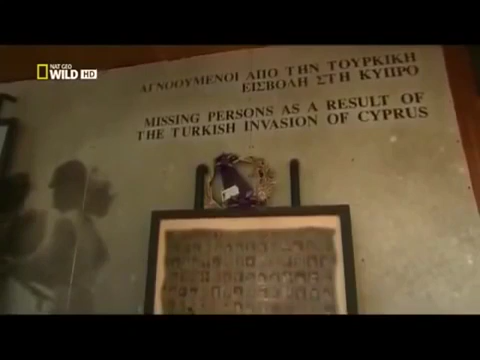 NAT GEO
WILD HD
ΑΓΝΟΟΥΜΕΝΟΙ ΑΠΟ ΤΗΝ ΤΟΥΡΚΙΚΗ
ΕΙΣΒΟΛΗ ΣΤΗ ΚΥΠΡΟ
MISSING PERSONS AS A RESULT OF
THE TURKISH INVASION OF CYPRUS